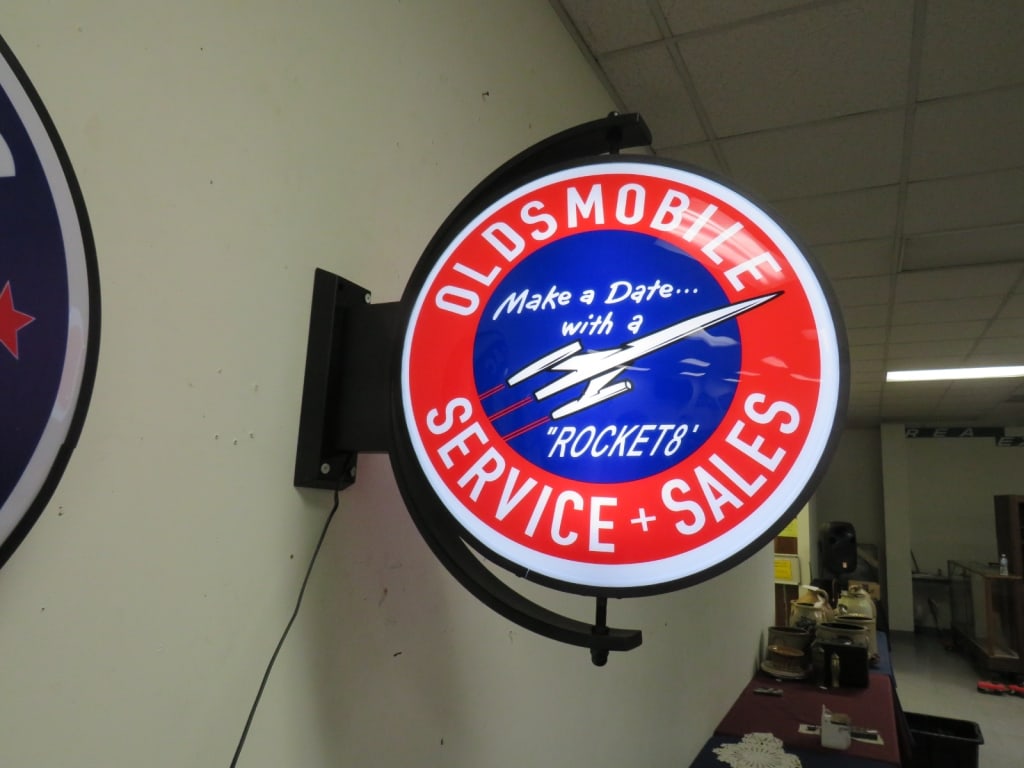 OLDSMOBILE
Make a Date...
with a
"ROCKET8'
SERVICE + SALES